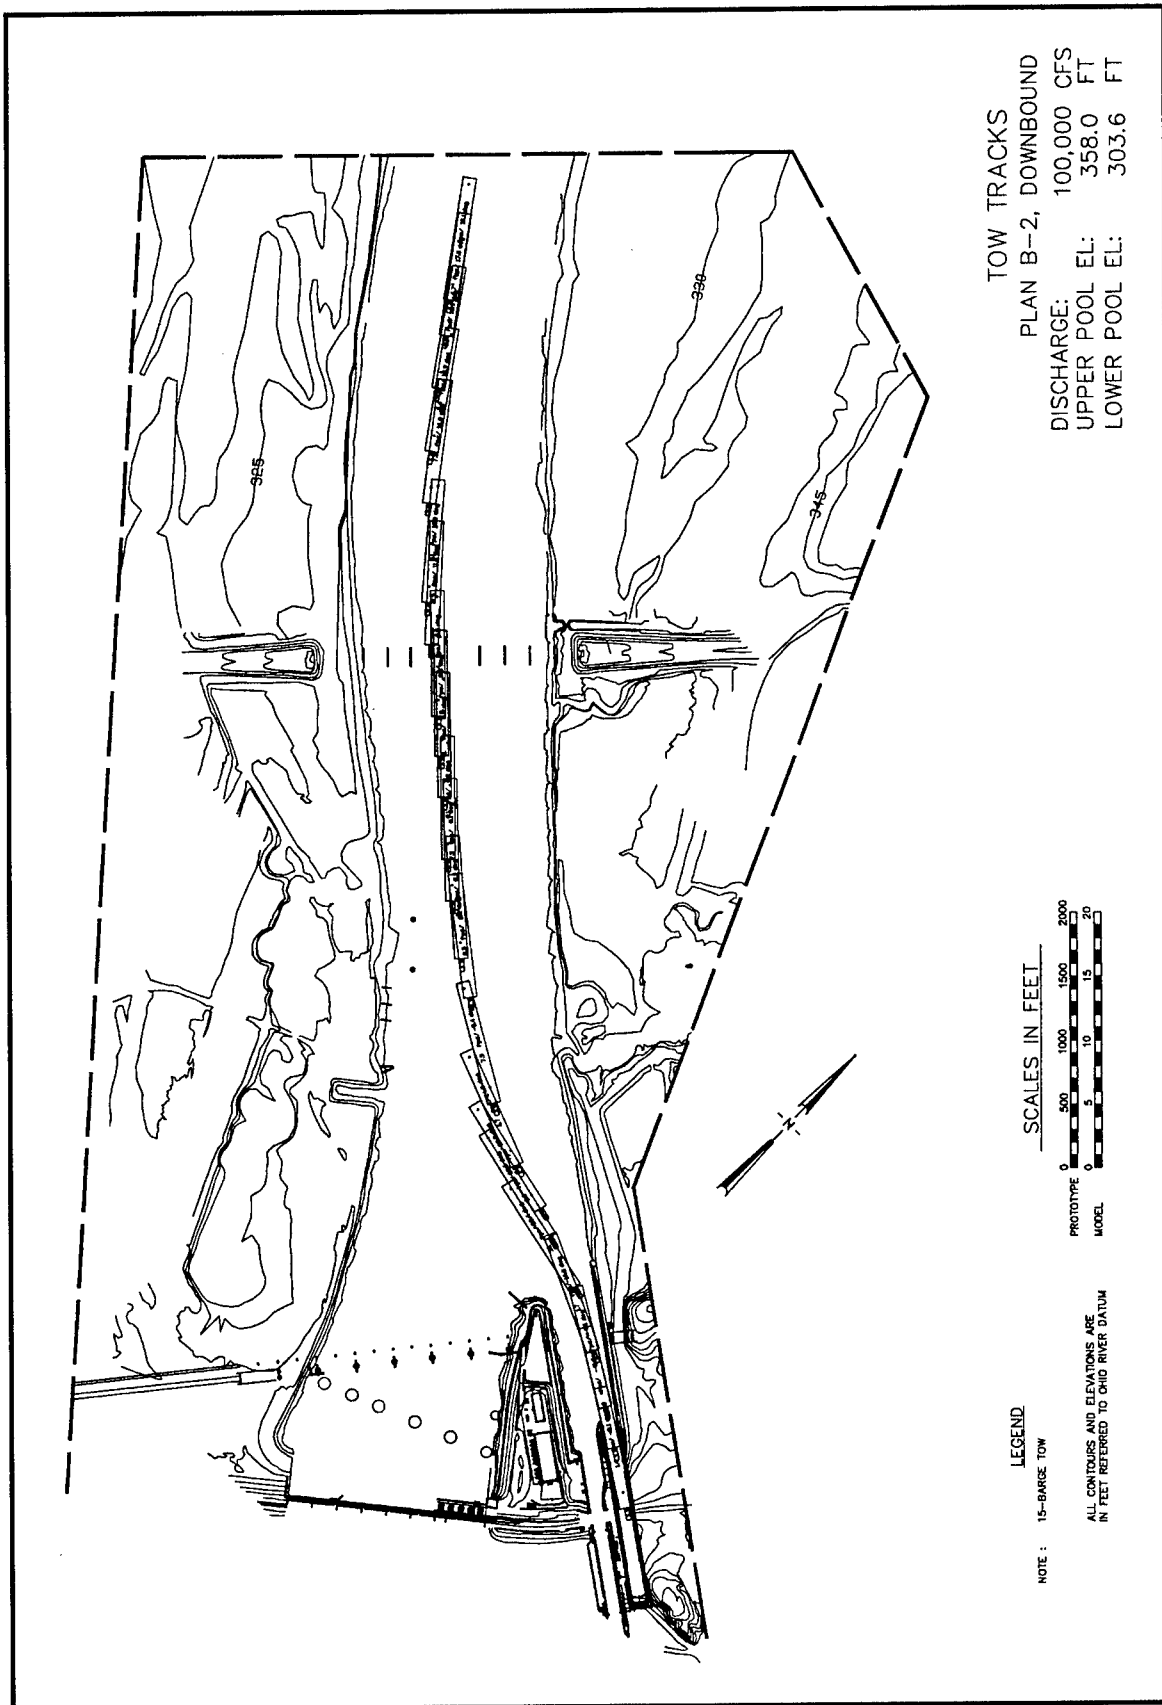 TOW TRACKS
PLAN B-2, DOWNBOUND
DISCHARGE: 100,000 CFS
UPPER POOL EL: 358.0 FT
LOWER POOL EL: 303.6 FT
325
330
345
N
SCALES IN FEET
PROTOTYPE 0 500 1000 1500 2000
MODEL 0 5 10 15 20
LEGEND
NOTE : 15-BARGE TOW
ALL CONTOURS AND ELEVATIONS ARE
IN FEET REFERRED TO OHIO RIVER DATUM